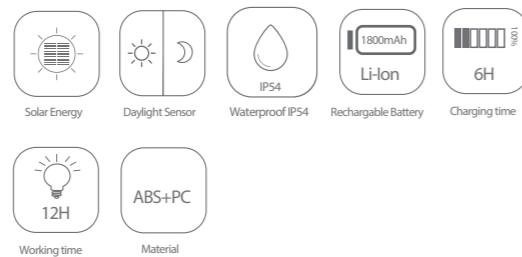 IP54
1800mAh
Li-Ion
100%
6H
Solar Energy
Daylight Sensor
Waterproof IP54
Rechargable Battery
Charging time
12H
ABS+PC
Working time
Material